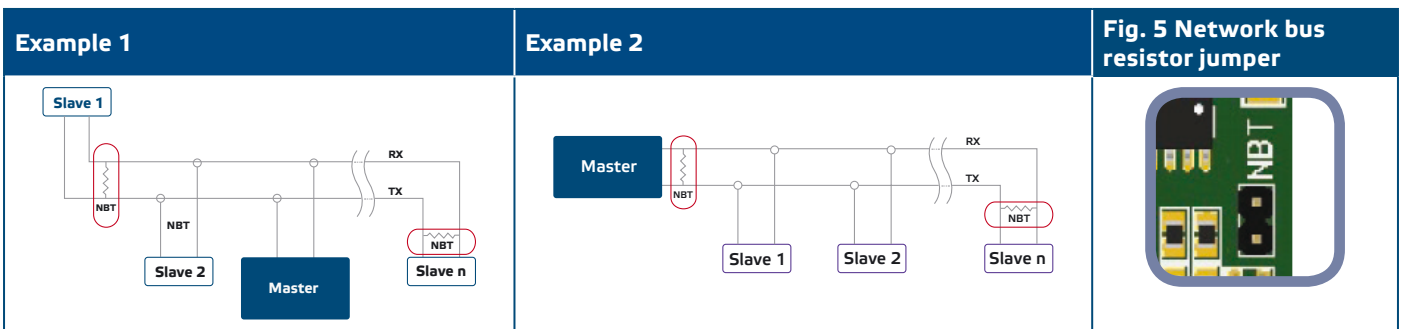 Example 1
Example 2
Fig. 5 Network bus
resistor jumper
Slave 1
RX
TX
NBT
NBT
NBT
Slave 2
Master
Slave n
Master
RX
TX
NBT
NBT
Slave 1
Slave 2
Slave n
NBT